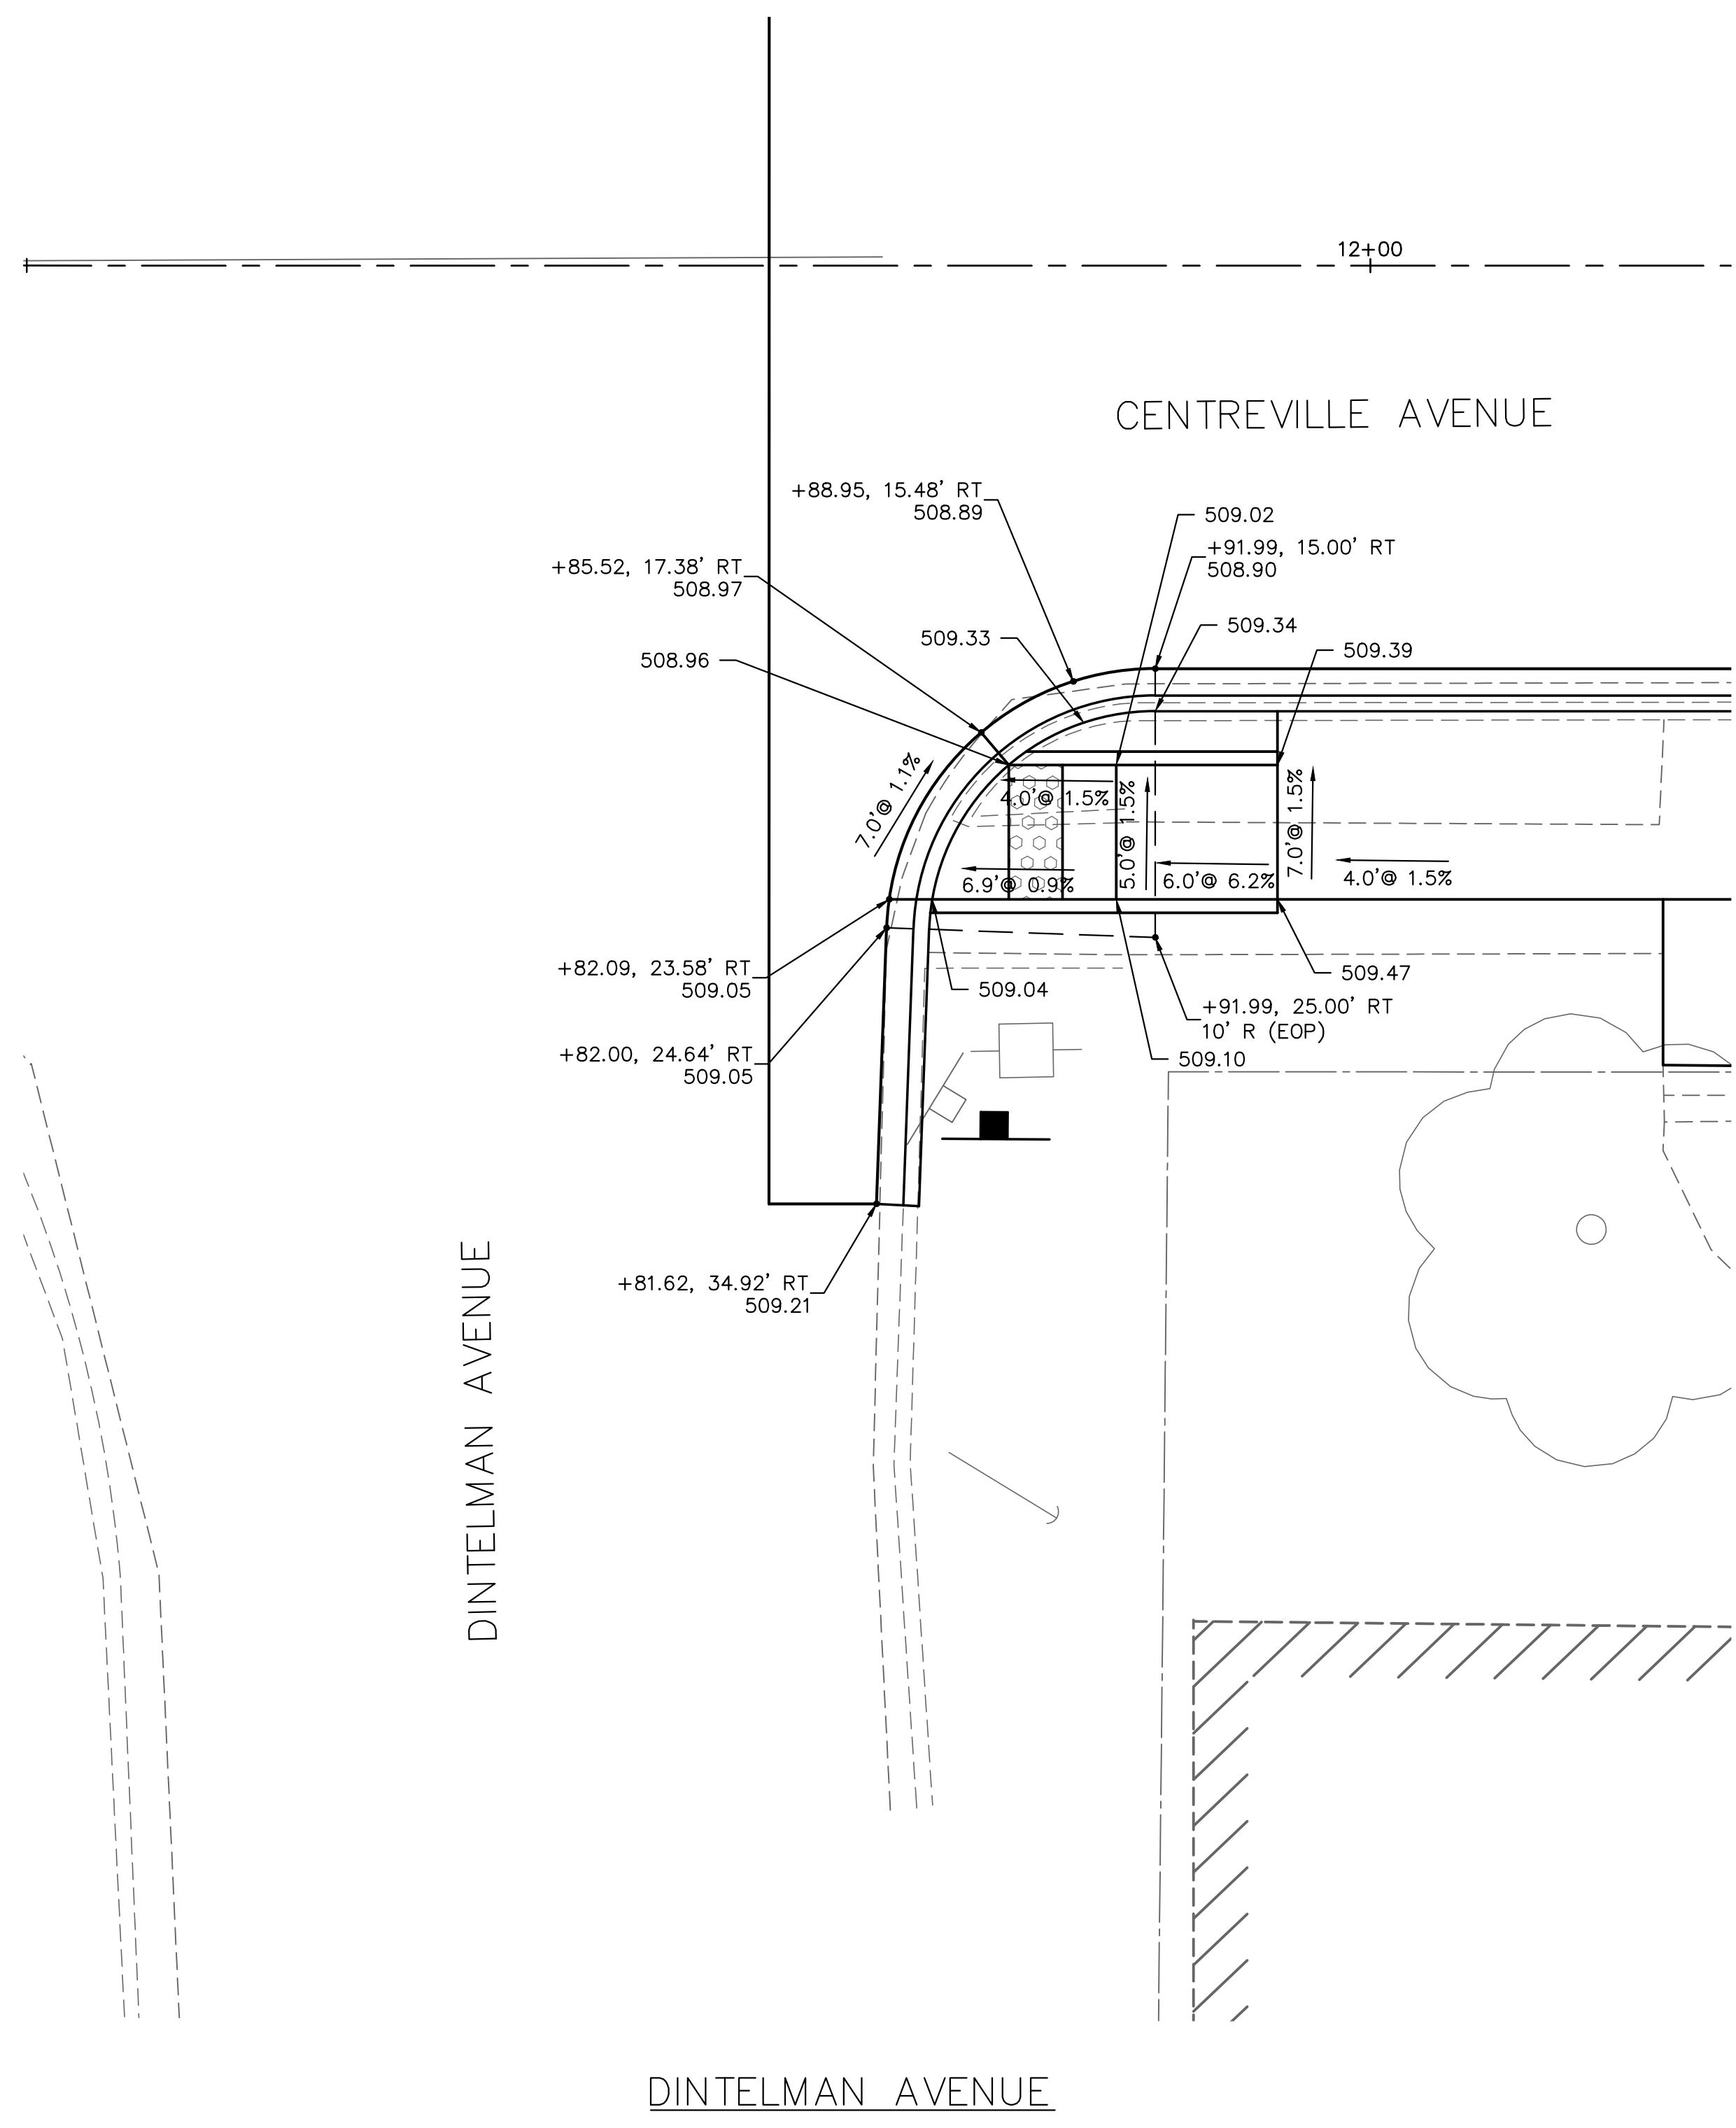 12+00
CENTREVILLE AVENUE
+88.95, 15.48' RT
508.89
509.02
+91.99, 15.00' RT
508.90
+85.52, 17.38' RT
508.97
509.34
509.33
509.39
508.96
7.0'@ 1.1%
4.0'@ 1.5%
5.0'@ 1.5%
7.0'@ 1.5%
6.9'@ 0.9%
6.0'@ 6.2%
4.0'@ 1.5%
+82.09, 23.58' RT
509.05
509.04
509.47
+91.99, 25.00' RT
10' R (EOP)
+82.00, 24.64' RT
509.05
509.10
+81.62, 34.92' RT
509.21
DINTELMAN AVENUE
DINTELMAN AVENUE